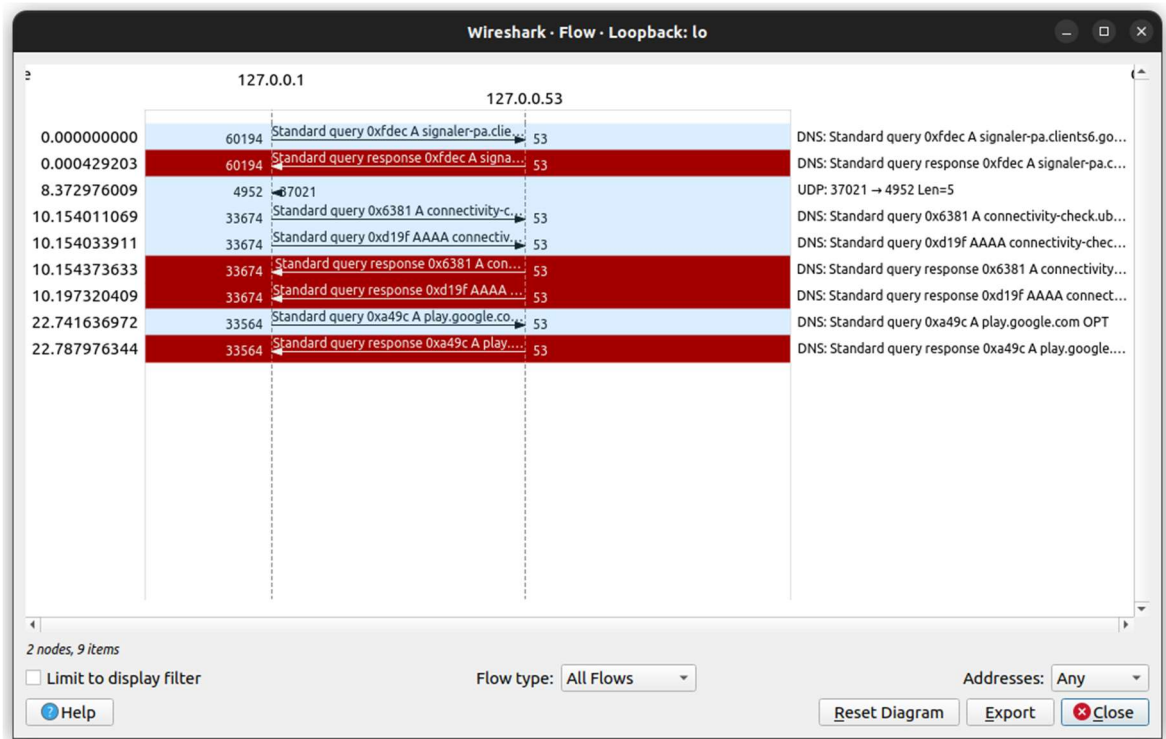 Wireshark · Flow · Loopback: lo
127.0.0.1
127.0.0.53
0.000000000 60194 Standard query 0xfdec A signaler-pa.clie... 53 DNS: Standard query 0xfdec A signaler-pa.clients6.go...
0.000429203 60194 Standard query response 0xfdec A signa... 53 DNS: Standard query response 0xfdec A signaler-pa.c...
8.372976009 4952 37021 UDP: 37021 → 4952 Len=5
10.154011069 33674 Standard query 0x6381 A connectivity-c... 53 DNS: Standard query 0x6381 A connectivity-check.ub...
10.154033911 33674 Standard query 0xd19f AAAA connectiv... 53 DNS: Standard query 0xd19f AAAA connectivity-chec...
10.154373633 33674 Standard query response 0x6381 A con... 53 DNS: Standard query response 0x6381 A connectivity...
10.197320409 33674 Standard query response 0xd19f AAAA ... 53 DNS: Standard query response 0xd19f AAAA connect...
22.741636972 33564 Standard query 0xa49c A play.google.co... 53 DNS: Standard query 0xa49c A play.google.com OPT
22.787976344 33564 Standard query response 0xa49c A play.... 53 DNS: Standard query response 0xa49c A play.google....
2 nodes, 9 items
Limit to display filter Flow type: All Flows Addresses: Any
Help Reset Diagram Export Close